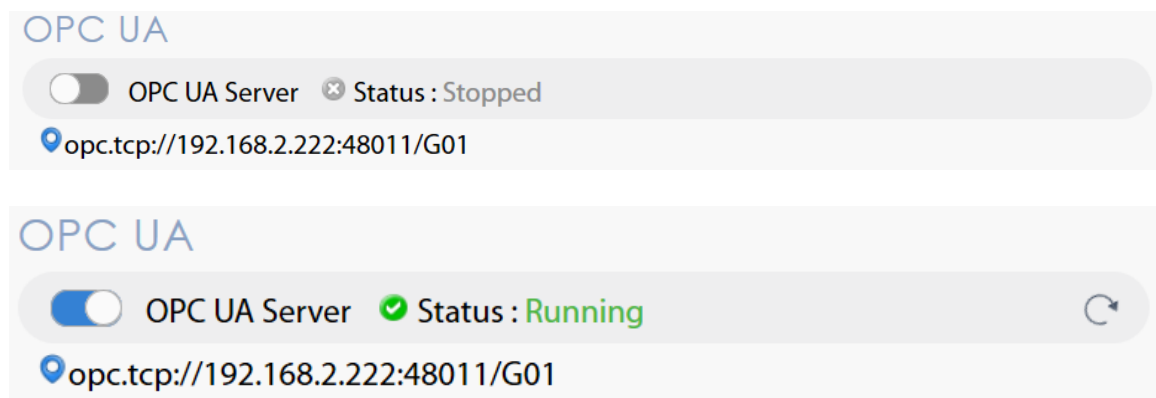 OPC UA
OPC UA Server Status : Stopped
opc.tcp://192.168.2.222:48011/G01
OPC UA
OPC UA Server Status : Running
opc.tcp://192.168.2.222:48011/G01